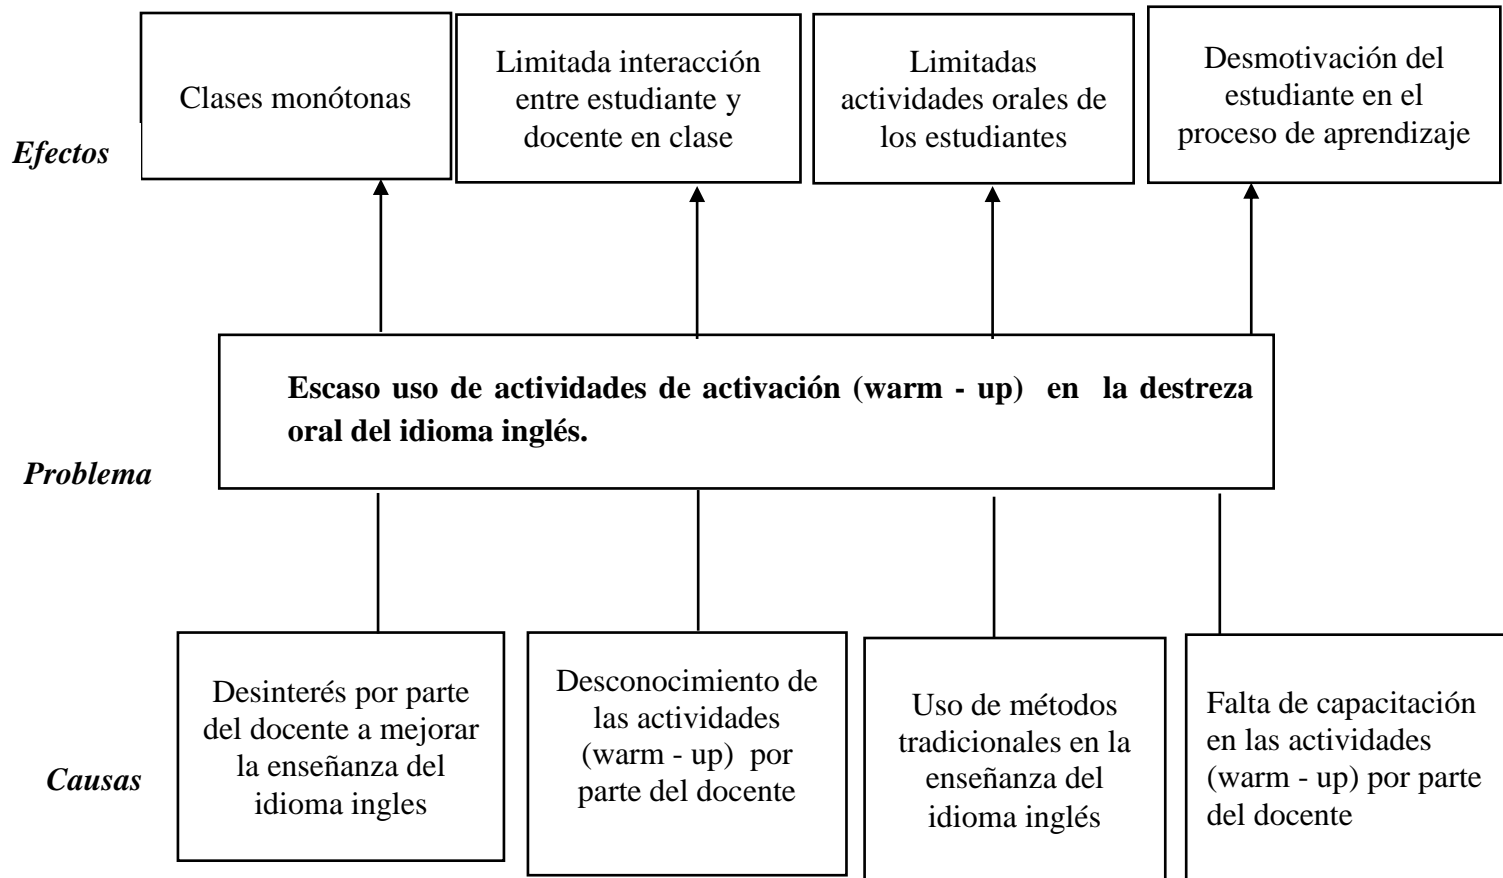 Clases monótonas
Limitada interacción
entre estudiante y
docente en clase
Limitadas
actividades orales de
los estudiantes
Desmotivación del
estudiante en el
proceso de aprendizaje
Efectos
Escaso uso de actividades de activación (warm - up) en la destreza
oral del idioma inglés.
Problema
Desinterés por parte
del docente a mejorar
la enseñanza del
idioma ingles
Desconocimiento de
las actividades
(warm - up) por
parte del docente
Uso de métodos
tradicionales en la
enseñanza del
idioma inglés
Falta de capacitación
en las actividades
(warm - up) por parte
del docente
Causas